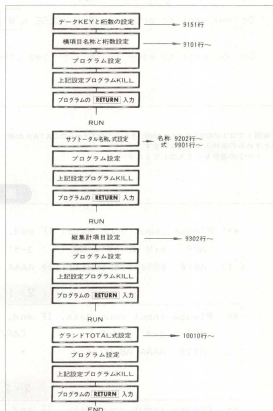 データKEYと桁数の設定 9151行
横項目名称と桁数設定 9101行～
プログラム設定
上記設定プログラムKILL
プログラムの RETURN 入力
RUN
サブトータル名称、式設定 名称 9202行～
式 9901行～
プログラム設定
上記設定プログラムKILL
プログラムの RETURN 入力
RUN
縦集計項目設定 9302行～
プログラム設定
上記設定プログラムKILL
プログラムの RETURN 入力
RUN
グランドTOTAL式設定 10010行～
プログラム設定
上記設定プログラムKILL
プログラムの RETURN 入力
END